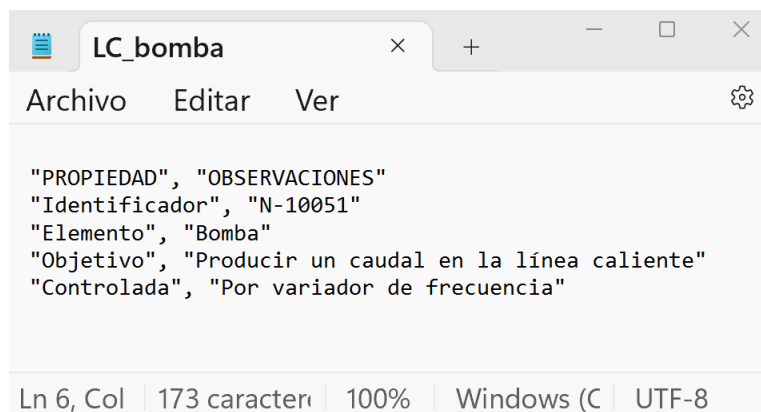 LC_bomba
Archivo Editar Ver
"PROPIEDAD", "OBSERVACIONES"
"Identificador", "N-10051"
"Elemento", "Bomba"
"Objetivo", "Producir un caudal en la línea caliente"
"Controlada", "Por variador de frecuencia"
Ln 6, Col 173 caractere 100% Windows (C UTF-8